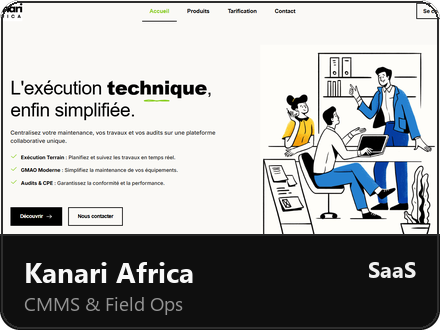 Accueil Produits Tarification Contact
L'exécution technique,
enfin simplifiée.
Centralisez votre maintenance, vos travaux et vos audits sur une plateforme
collaborative unique.
Exécution Terrain : Planifiez et suivez les travaux en temps réel.
GMAO Moderne : Simplifiez la maintenance de vos équipements.
Audits & CPE : Garantissez la conformité et la performance.
Découvrir → Nous contacter
Kanari Africa SaaS
CMMS & Field Ops